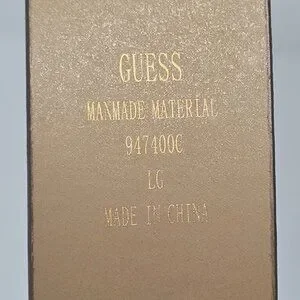 GUESS
MANMADE MATERIAL
947400C
LG
MADE IN CHINA